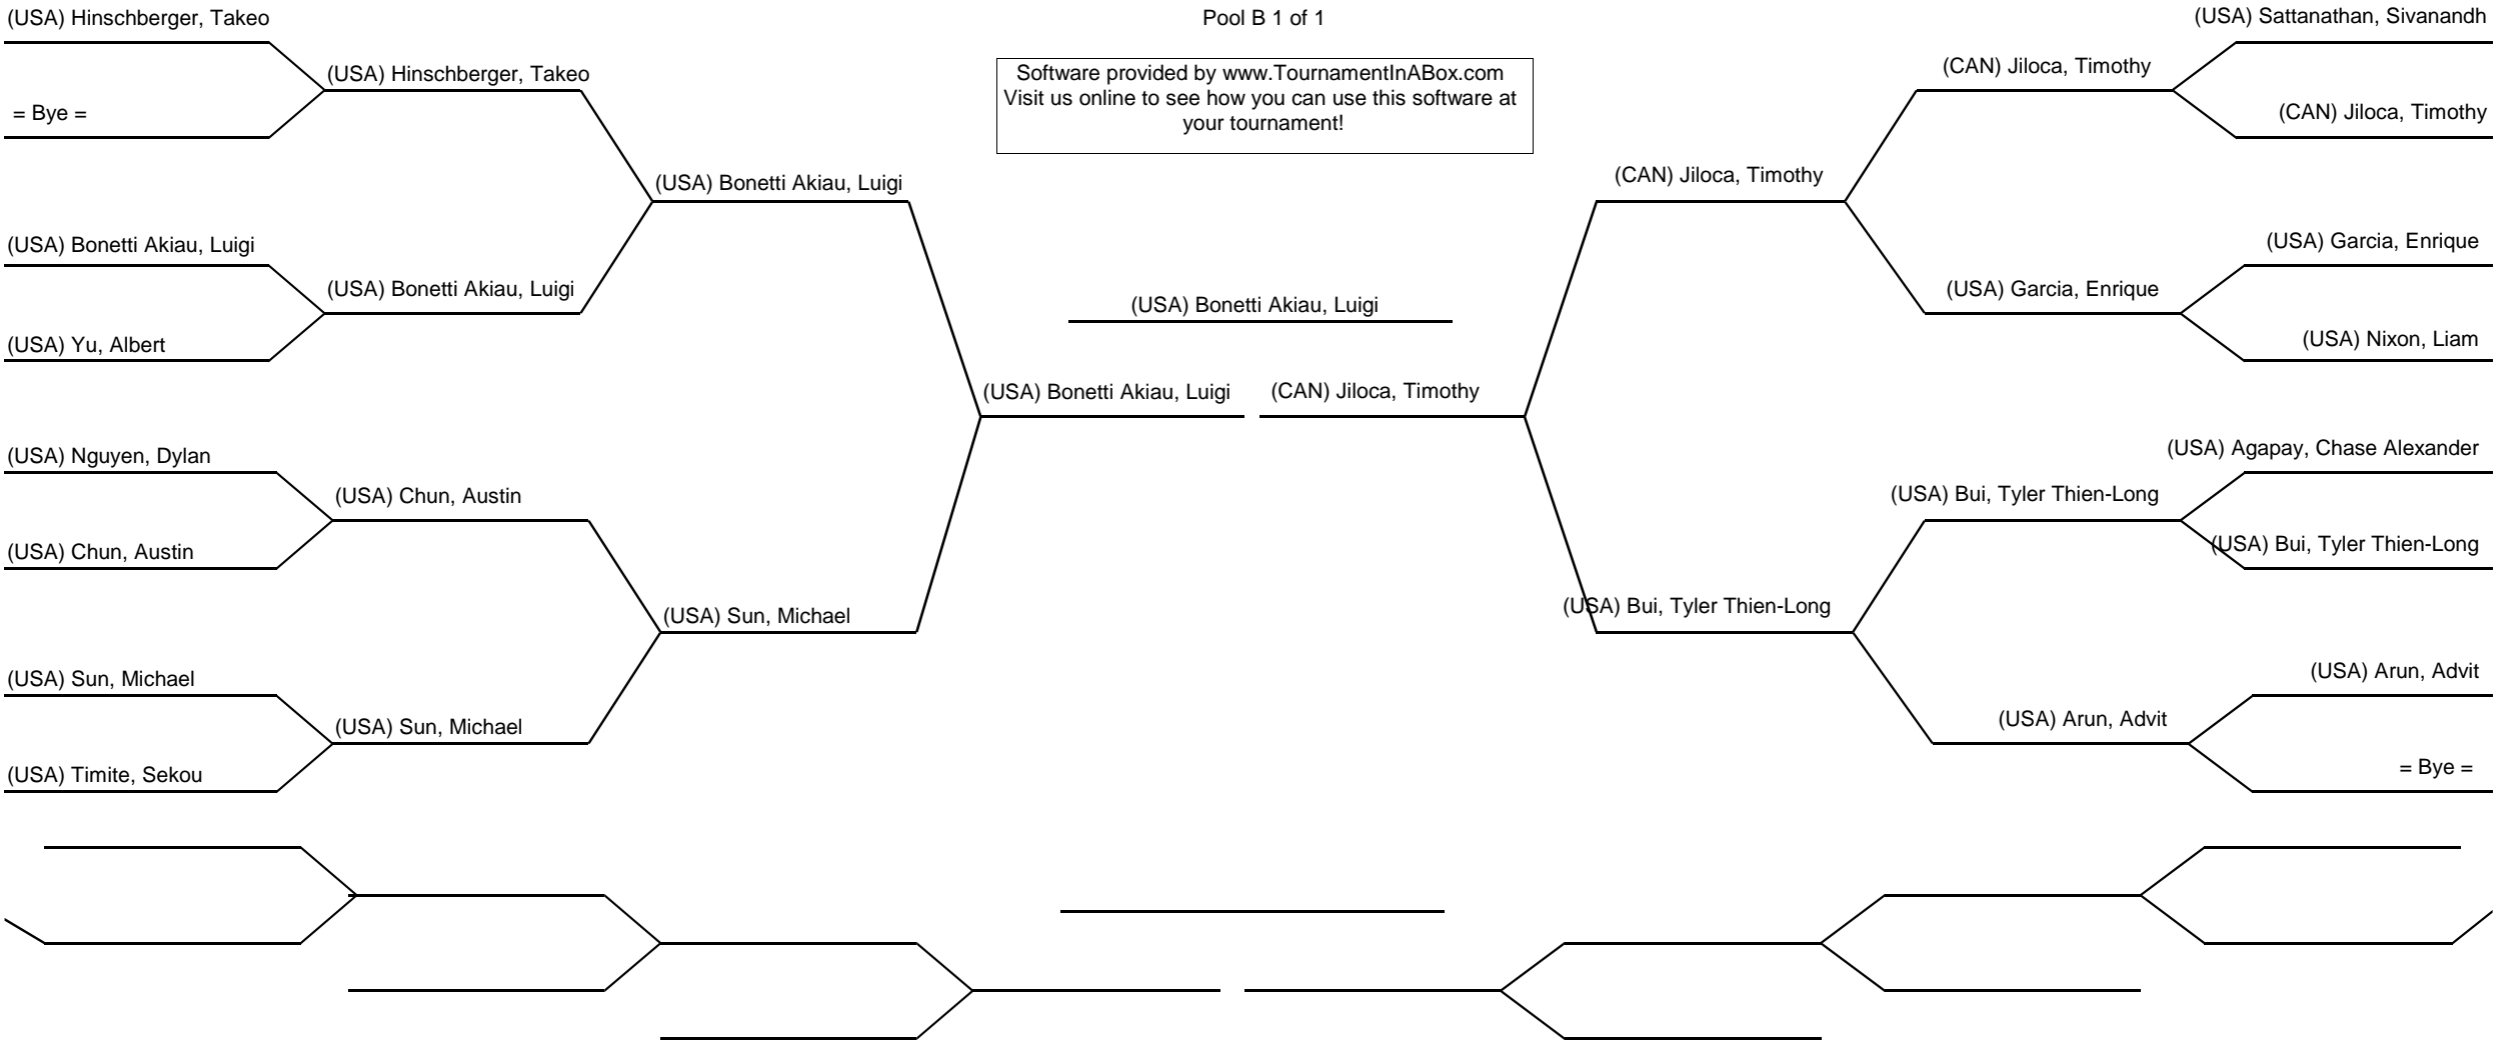 (USA) Hinschberger, Takeo
= Bye =
(USA) Bonetti Akiau, Luigi
(USA) Yu, Albert
(USA) Nguyen, Dylan
(USA) Chun, Austin
(USA) Sun, Michael
(USA) Timite, Sekou
(USA) Hinschberger, Takeo
(USA) Bonetti Akiau, Luigi
(USA) Chun, Austin
(USA) Sun, Michael
(USA) Bonetti Akiau, Luigi
(USA) Sun, Michael
(USA) Bonetti Akiau, Luigi
Pool B 1 of 1
Software provided by www.TournamentInABox.com
Visit us online to see how you can use this software at
your tournament!
(USA) Bonetti Akiau, Luigi
(CAN) Jiloca, Timothy
(CAN) Jiloca, Timothy
(USA) Bui, Tyler Thien-Long
(CAN) Jiloca, Timothy
(USA) Garcia, Enrique
(USA) Bui, Tyler Thien-Long
(USA) Arun, Advit
(USA) Sattanathan, Sivanandh
(CAN) Jiloca, Timothy
(USA) Garcia, Enrique
(USA) Nixon, Liam
(USA) Agapay, Chase Alexander
(USA) Bui, Tyler Thien-Long
(USA) Arun, Advit
= Bye =